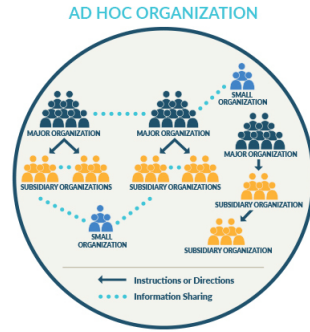 AD HOC ORGANIZATION
SMALL
ORGANIZATION
MAJOR ORGANIZATION
MAJOR ORGANIZATION
MAJOR ORGANIZATION
SUBSIDIARY ORGANIZATIONS
SUBSIDIARY ORGANIZATIONS
SUBSIDIARY ORGANIZATION
SMALL
ORGANIZATION
SUBSIDIARY ORGANIZATION
Instructions or Directions
Information Sharing